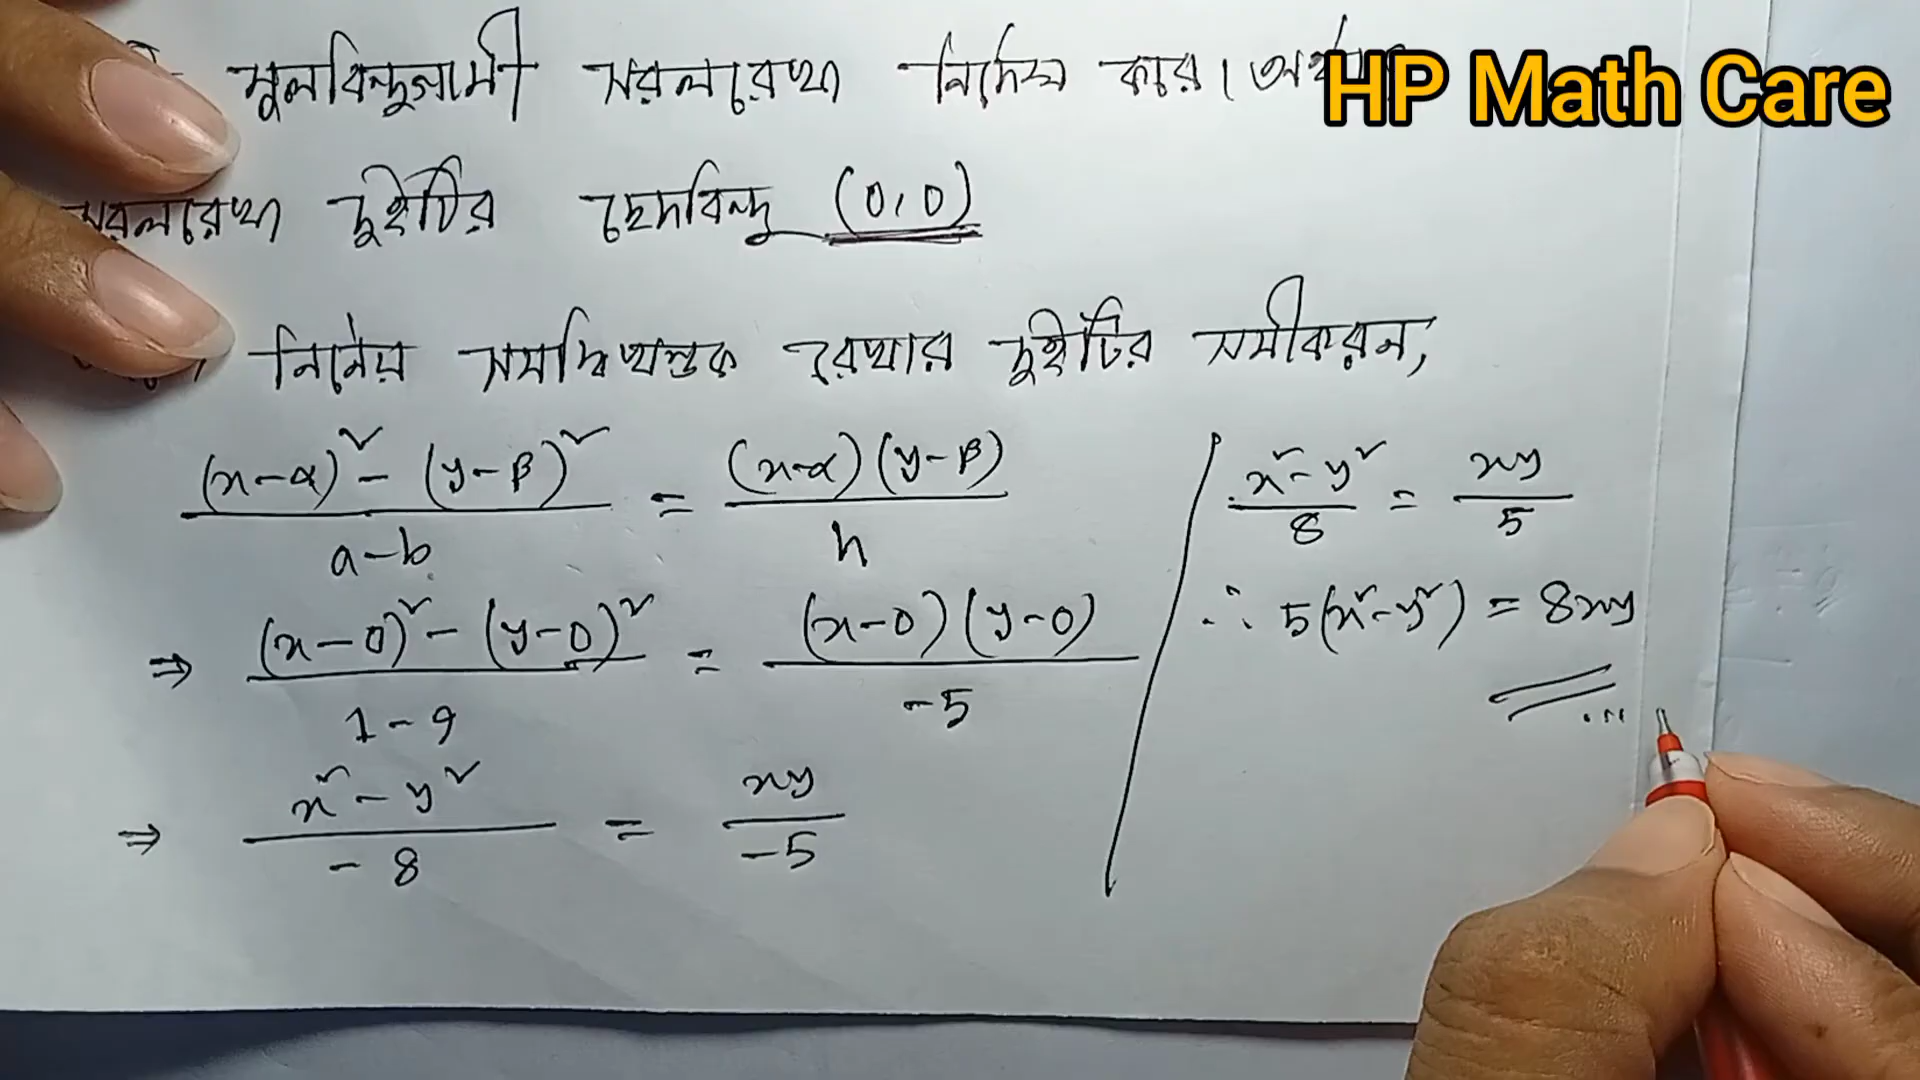 মূলবিন্দুগামী সরলরেখা নির্দেশ করে। অর্থাৎ
HP Math Care
সরলরেখা দুইটির ছেদবিন্দু (0,0)
নির্নেয় সমদ্বিখন্ডক রেখার দুইটির সমীকরন,
((x-α)² - (y-β)²)/(a-b) = ((x-α)(y-β))/h
⇒ ((x-0)² - (y-0)²)/(1-9) = ((x-0)(y-0))/(-5)
⇒ (x² - y²)/(-8) = xy/(-5)
(x² - y²)/8 = xy/5
∴ 5(x² - y²) = 8xy